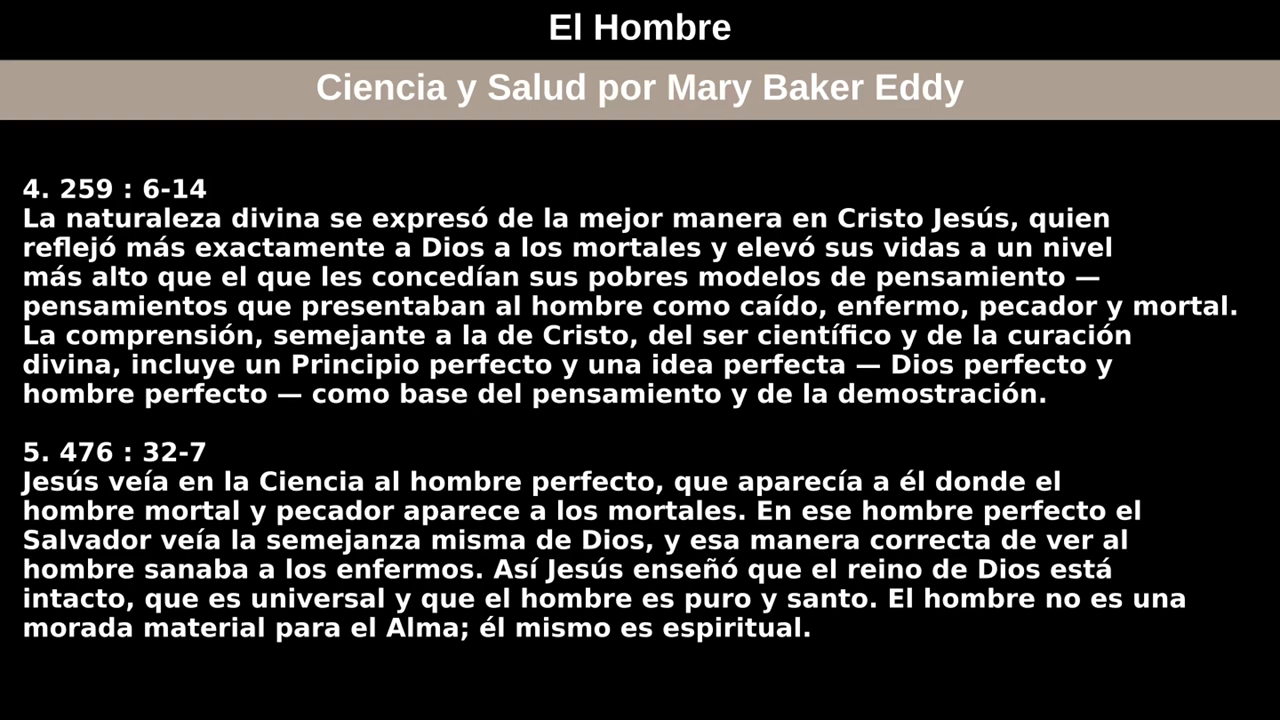 El Hombre
Ciencia y Salud por Mary Baker Eddy
4. 259 : 6-14
La naturaleza divina se expresó de la mejor manera en Cristo Jesús, quien
reflejó más exactamente a Dios a los mortales y elevó sus vidas a un nivel
más alto que el que les concedían sus pobres modelos de pensamiento —
pensamientos que presentaban al hombre como caído, enfermo, pecador y mortal.
La comprensión, semejante a la de Cristo, del ser científico y de la curación
divina, incluye un Principio perfecto y una idea perfecta — Dios perfecto y
hombre perfecto — como base del pensamiento y de la demostración.
5. 476 : 32-7
Jesús veía en la Ciencia al hombre perfecto, que aparecía a él donde el
hombre mortal y pecador aparece a los mortales. En ese hombre perfecto el
Salvador veía la semejanza misma de Dios, y esa manera correcta de ver al
hombre sanaba a los enfermos. Así Jesús enseñó que el reino de Dios está
intacto, que es universal y que el hombre es puro y santo. El hombre no es una
morada material para el Alma; él mismo es espiritual.